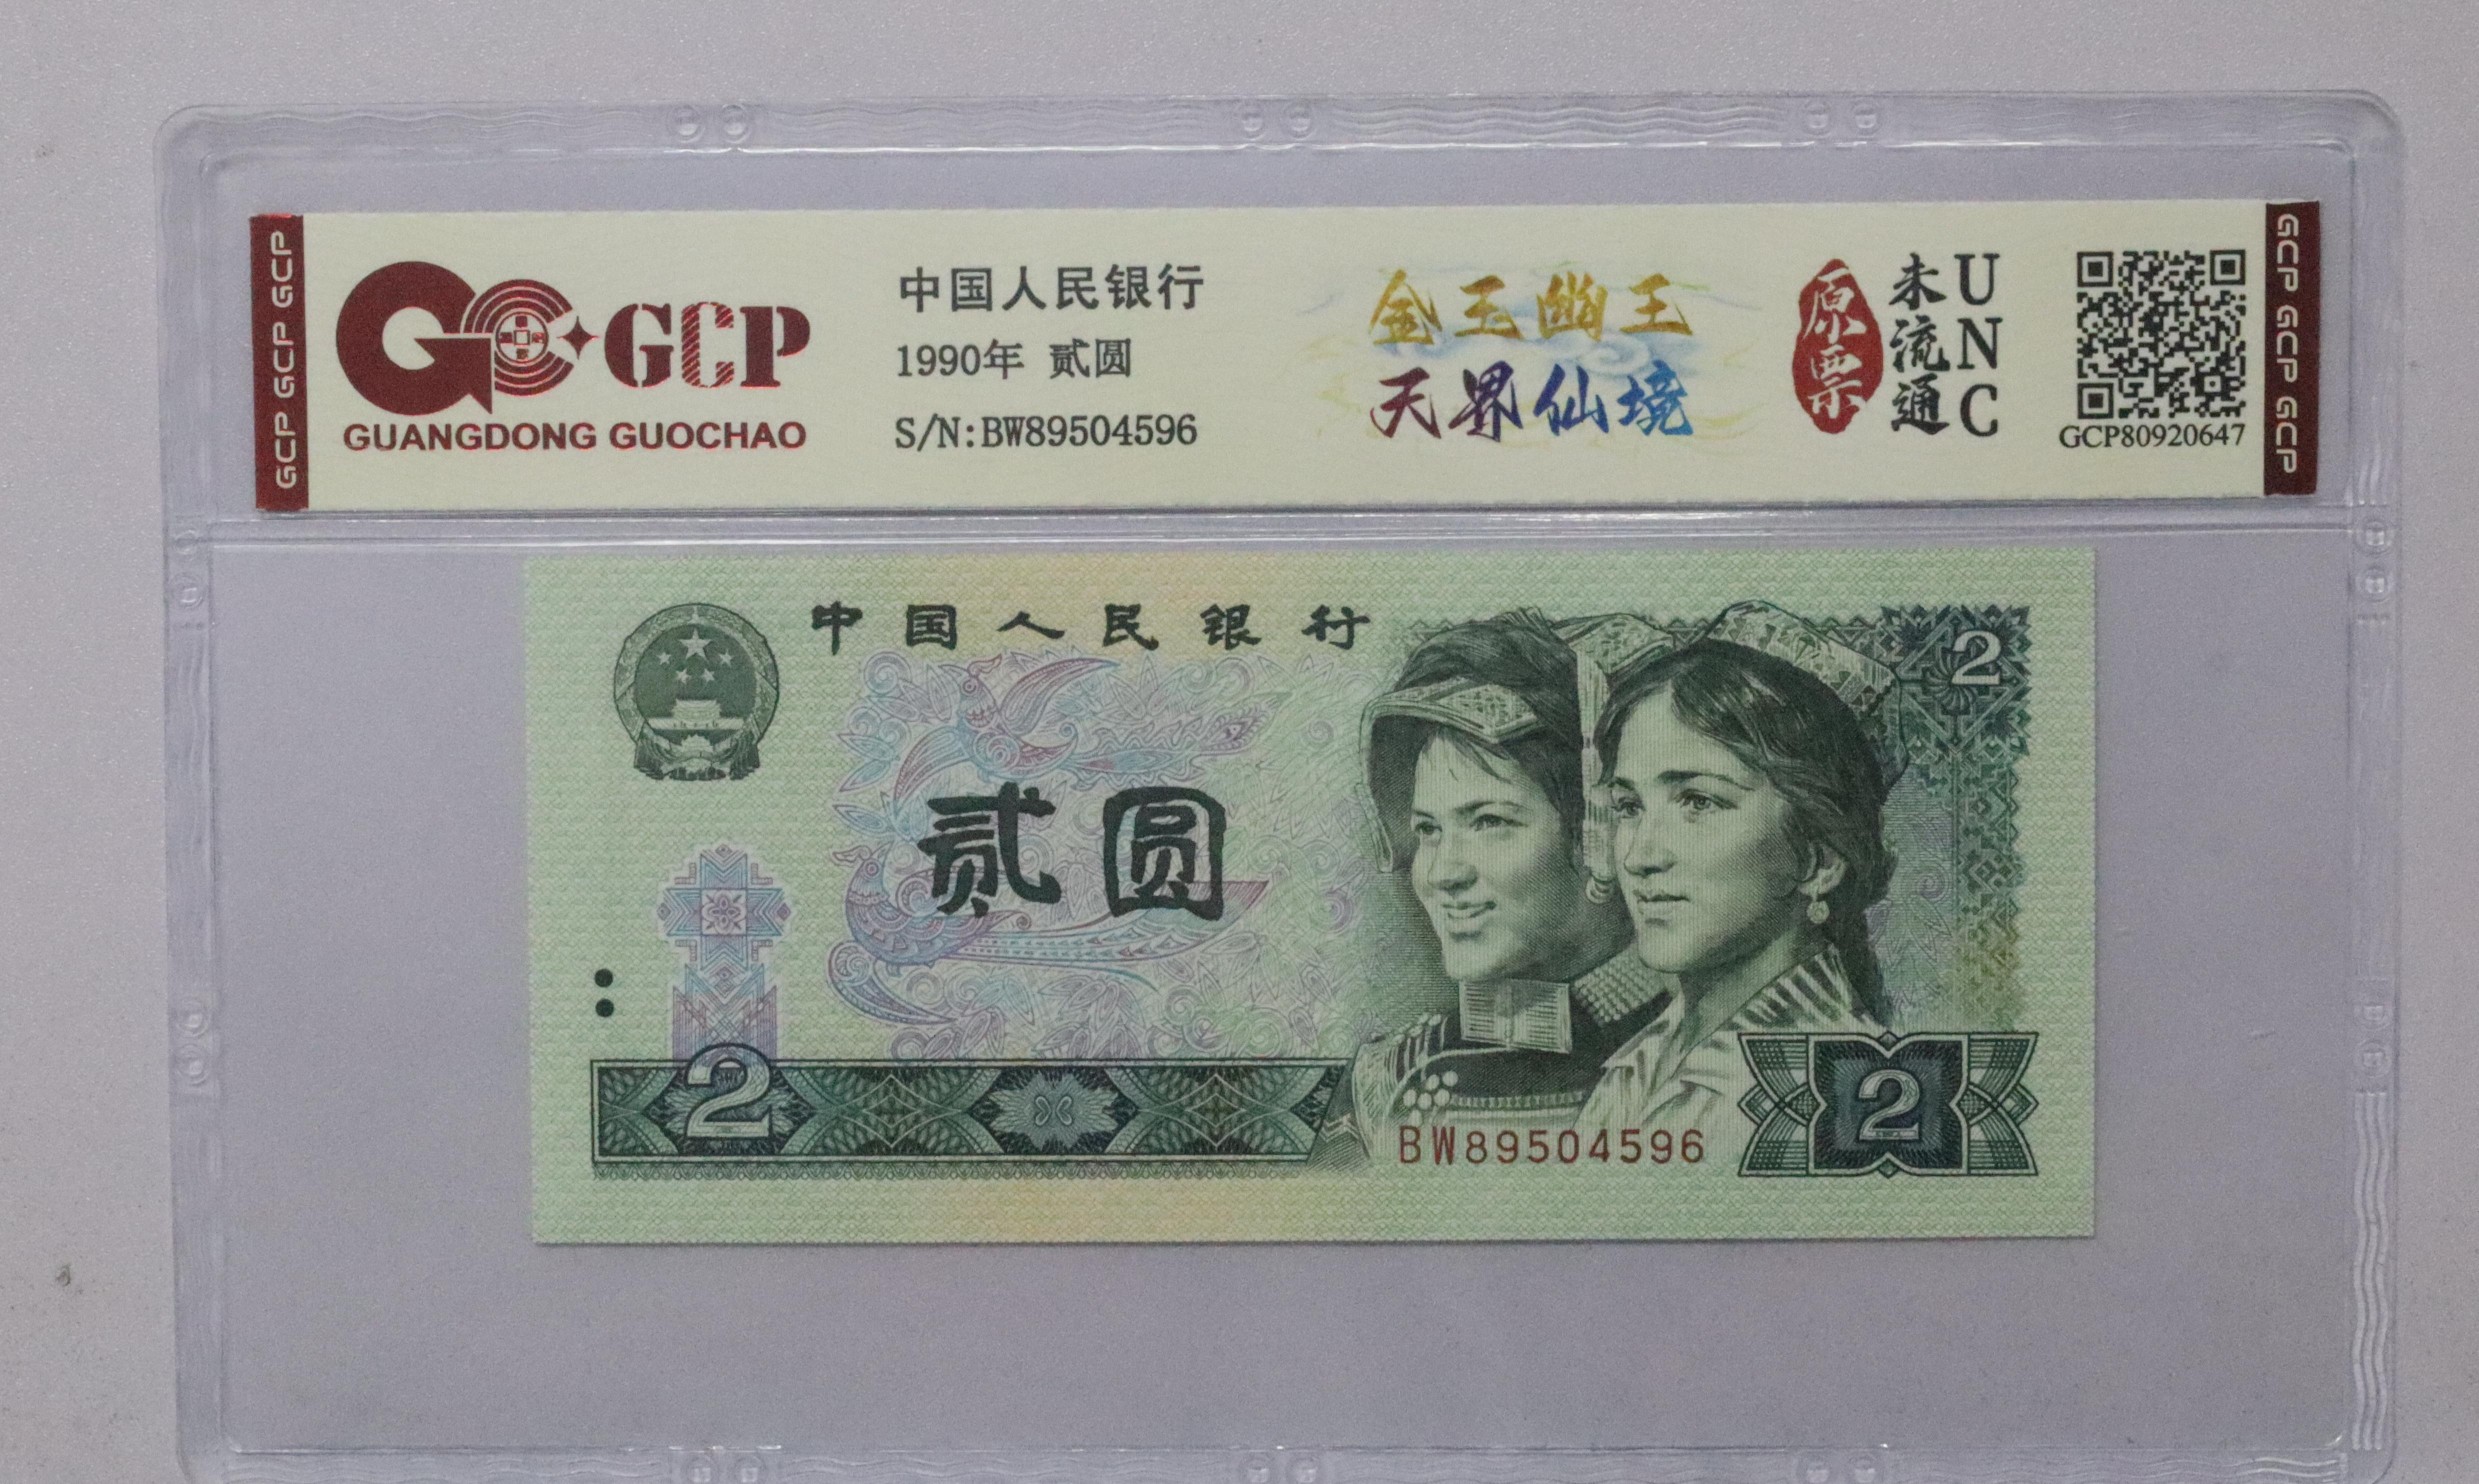 GCP GCP GCP
GCP
GUANGDONG GUOCHAO
中国人民银行
1990年 贰圆
S/N:BW89504596
金玉幽王
天界仙境
原票
未流通
UNC
GCP80920647
GCP GCP GCP
中国人民银行
2
贰圆
2
BW89504596
2